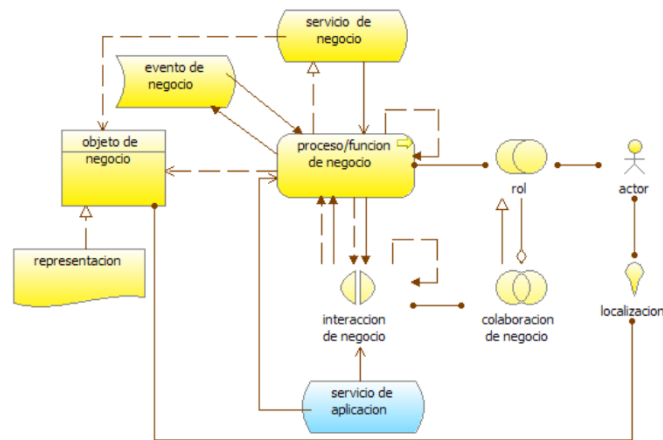 servicio de
negocio
evento de
negocio
objeto de
negocio
proceso/funcion
de negocio
rol
actor
representacion
interaccion
de negocio
colaboracion
de negocio
localizacion
servicio de
aplicacion